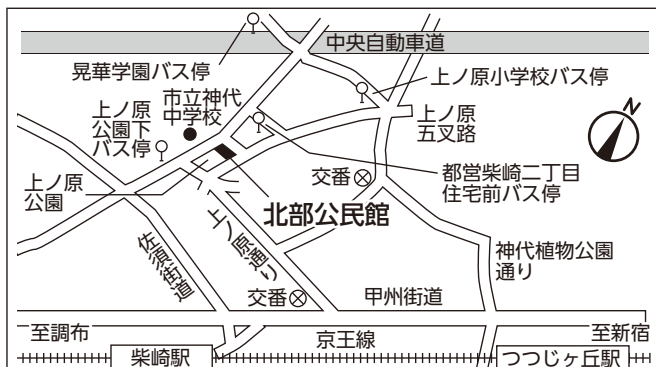 中央自動車道
晃華学園バス停
上ノ原小学校バス停
市立神代
中学校
上ノ原
公園下
バス停
上ノ原
五叉路
N
都営柴崎二丁目
住宅前バス停
交番
上ノ原
公園
北部公民館
上ノ原通り
佐須街道
神代植物公園
通り
交番
甲州街道
至調布
京王線
至新宿
柴崎駅
つつじヶ丘駅